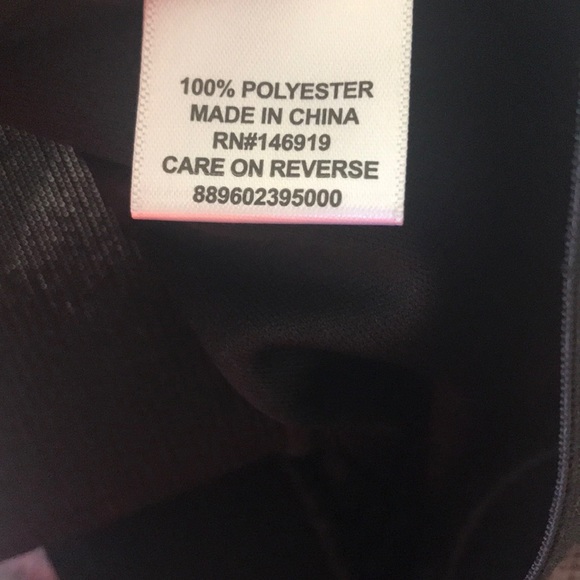 100% POLYESTER
MADE IN CHINA
RN#146919
CARE ON REVERSE
889602395000